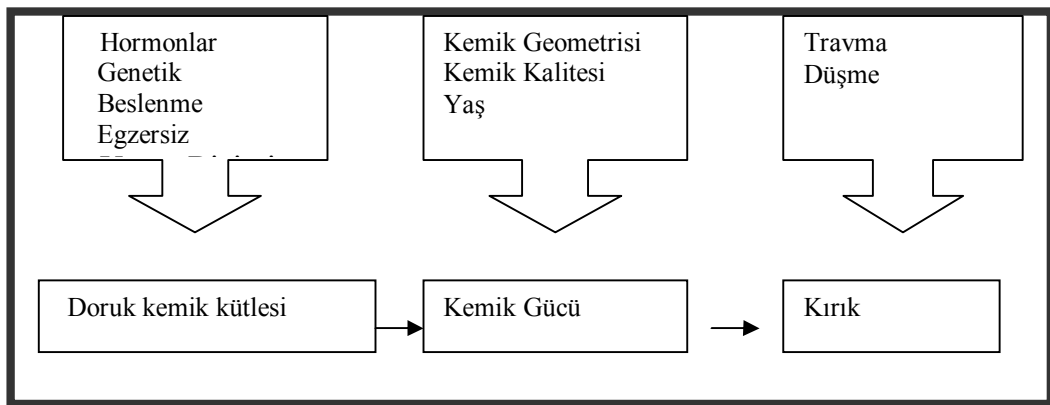 Hormonlar
Genetik
Beslenme
Egzersiz
Kemik Geometrisi
Kemik Kalitesi
Yaş
Travma
Düşme
Doruk kemik kütlesi
Kemik Gücü
Kırık